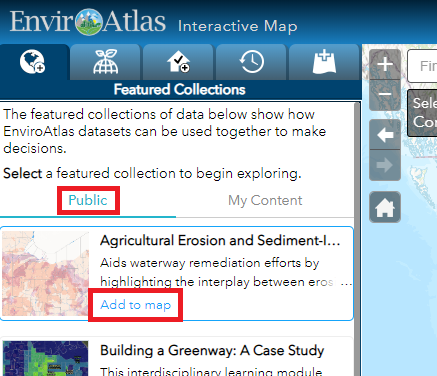 EnviroAtlas Interactive Map
Featured Collections
The featured collections of data below show how
EnviroAtlas datasets can be used together to make
decisions.
Select a featured collection to begin exploring.
Public My Content
Agricultural Erosion and Sediment-I...
Aids waterway remediation efforts by
highlighting the interplay between eros ...
Add to map
Building a Greenway: A Case Study
This interdisciplinary learning module
+
Fin
−
Sele
Con